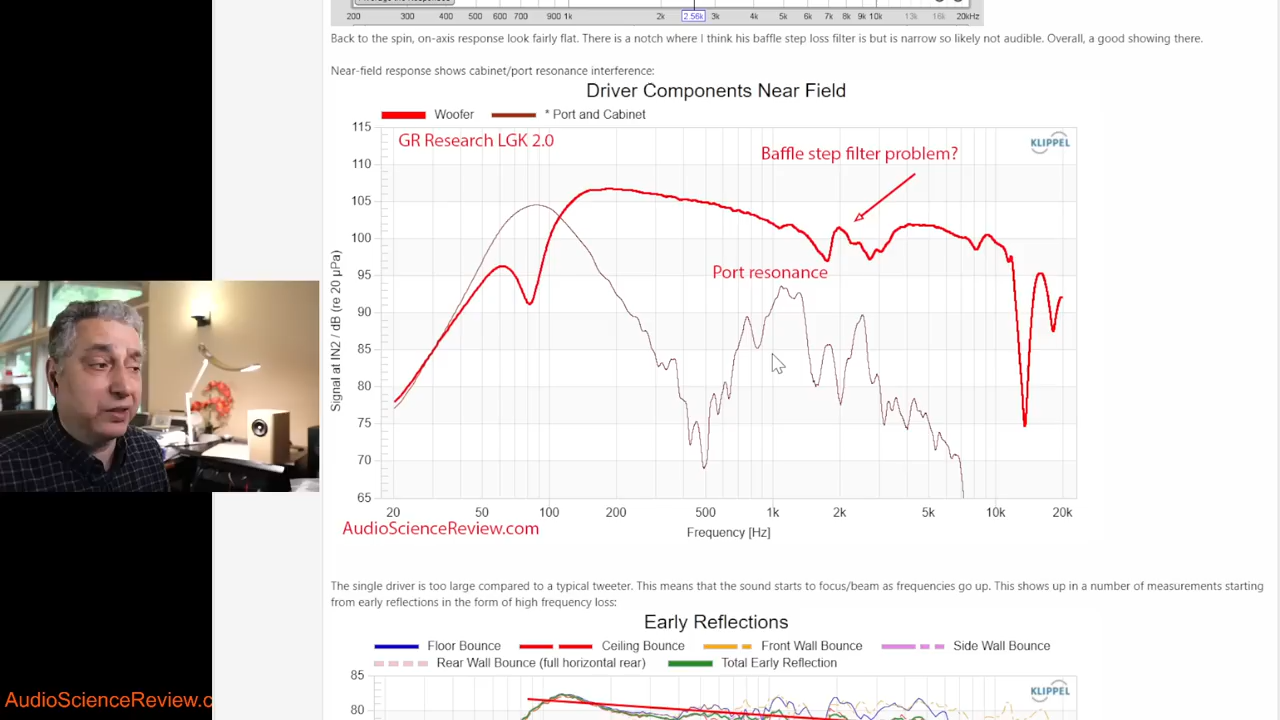 200 300 400 500 600 700 900 1k 2k 2.56k 3k 4k 5k 6k 7k 8k 9k 10k 13k 16k 20kHz
Back to the spin, on-axis response look fairly flat. There is a notch where I think his baffle step loss filter is but is narrow so likely not audible. Overall, a good showing there.
Near-field response shows cabinet/port resonance interference:
Driver Components Near Field
Woofer * Port and Cabinet
115
GR Research LGK 2.0
KLIPPEL
Baffle step filter problem?
110
105
100
95
Port resonance
90
85
80
75
70
65
Signal at IN2 / dB (re 20 µPa)
20 50 100 200 500 1k 2k 5k 10k 20k
AudioScienceReview.com
Frequency [Hz]
The single driver is too large compared to a typical tweeter. This means that the sound starts to focus/beam as frequencies go up. This shows up in a number of measurements starting
from early reflections in the form of high frequency loss:
Early Reflections
Floor Bounce Ceiling Bounce Front Wall Bounce Side Wall Bounce
Rear Wall Bounce (full horizontal rear) Total Early Reflection
85
KLIPPEL
80
AudioScienceReview.c